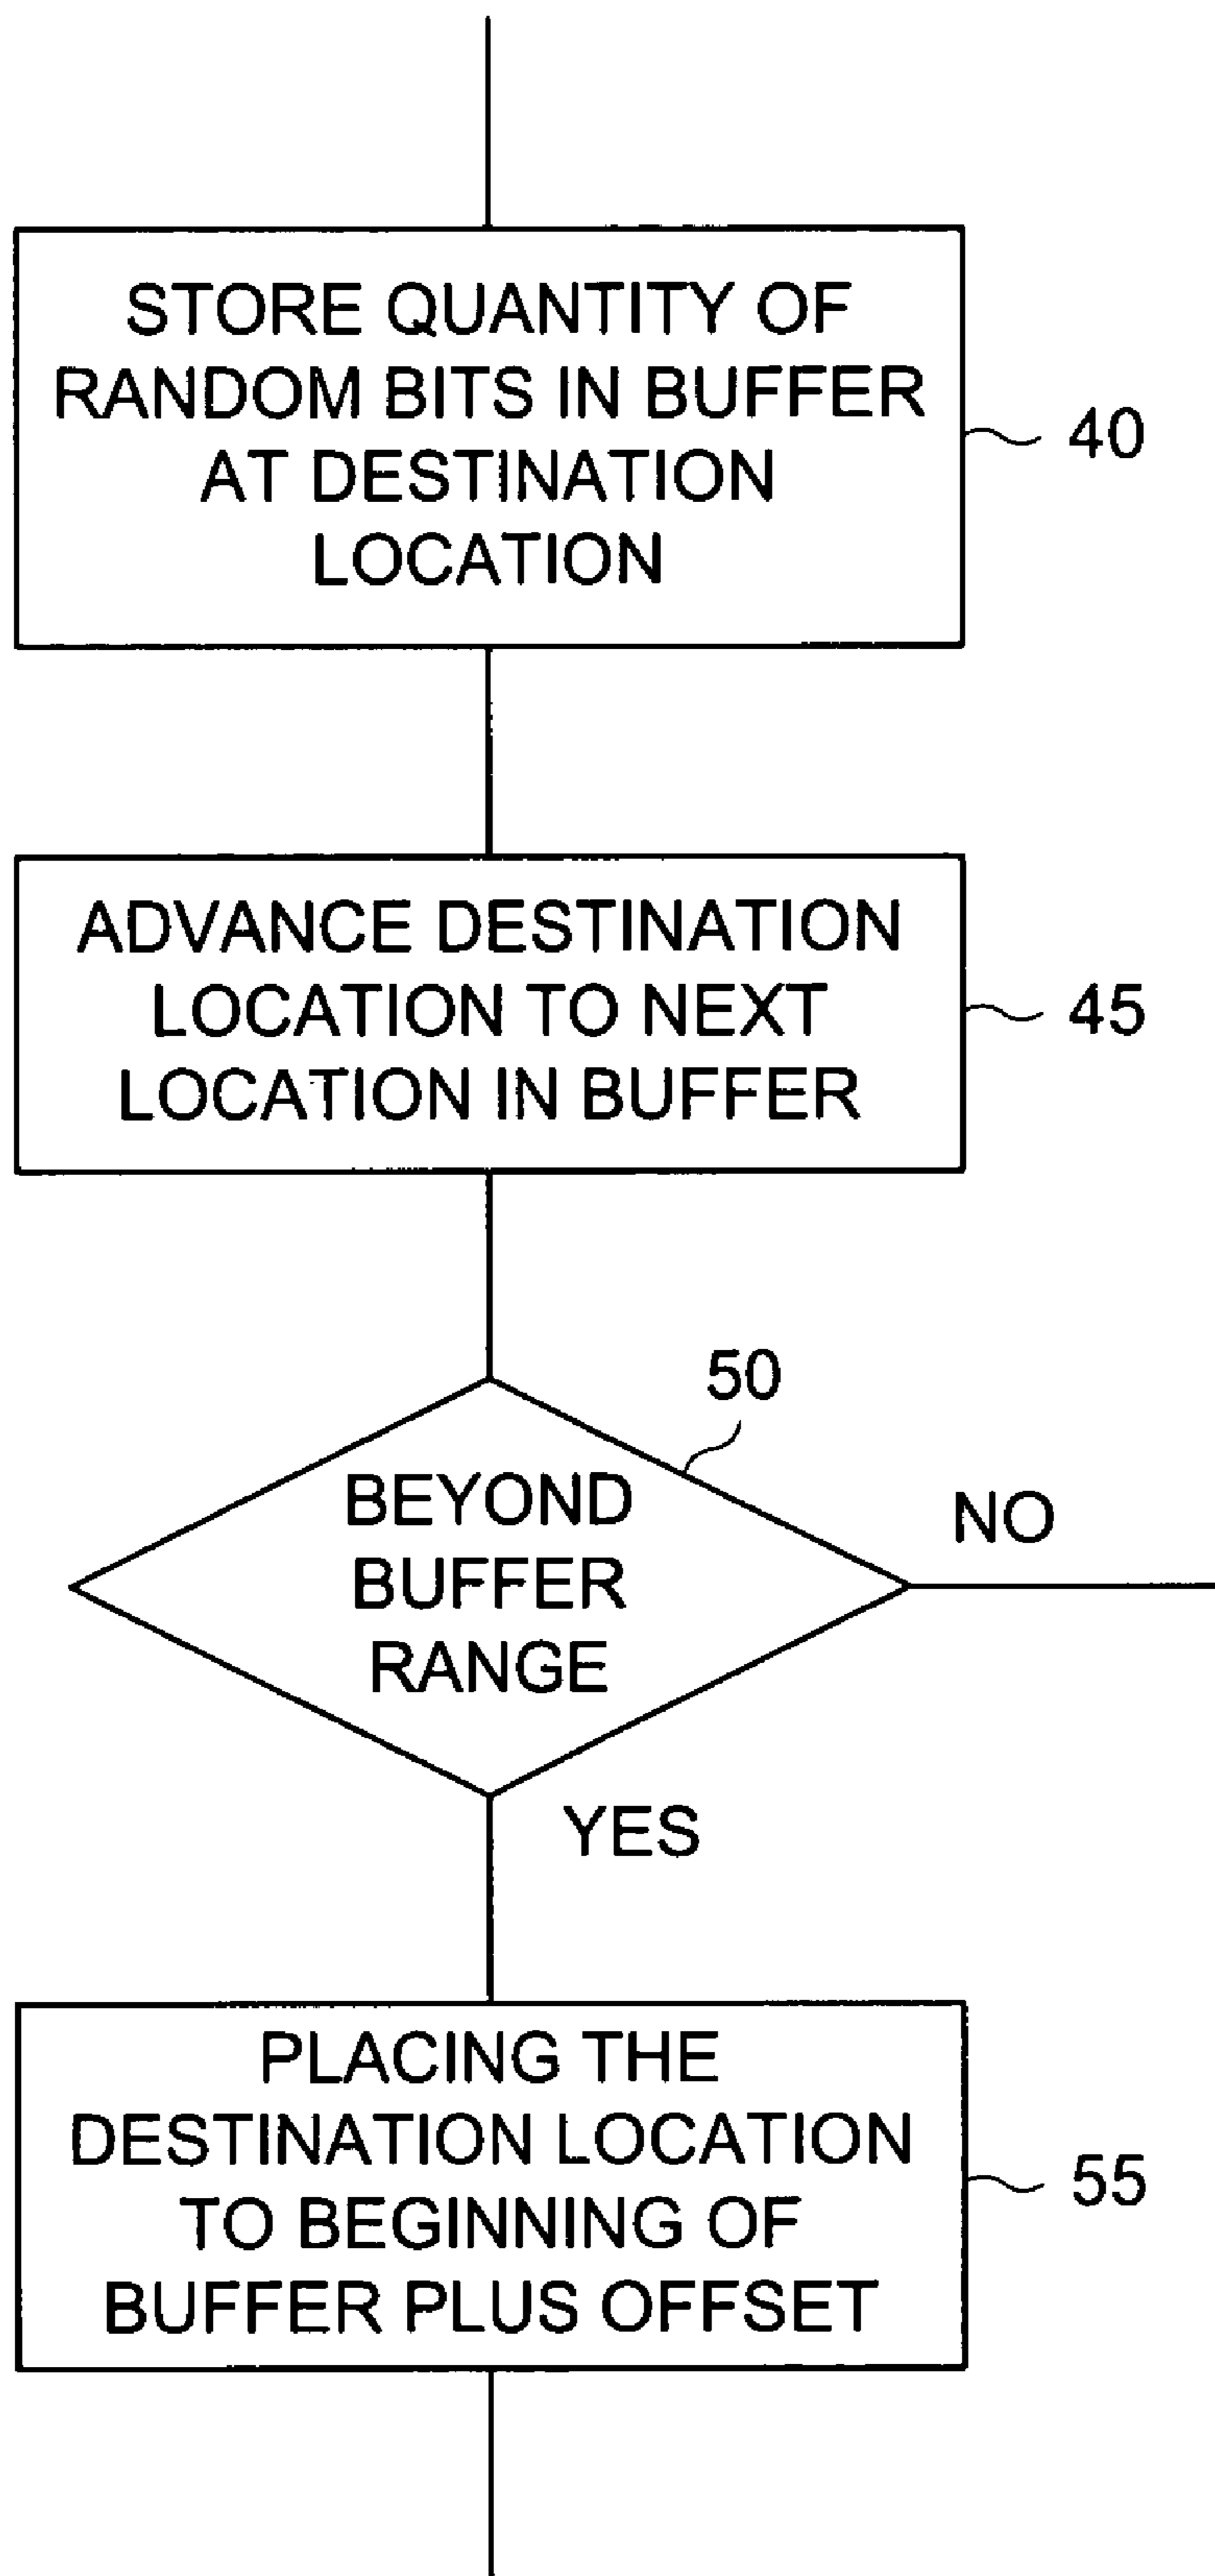 STORE QUANTITY OF
RANDOM BITS IN BUFFER
AT DESTINATION
LOCATION
40
ADVANCE DESTINATION
LOCATION TO NEXT
LOCATION IN BUFFER
45
50
BEYOND
BUFFER
RANGE
NO
YES
PLACING THE
DESTINATION LOCATION
TO BEGINNING OF
BUFFER PLUS OFFSET
55